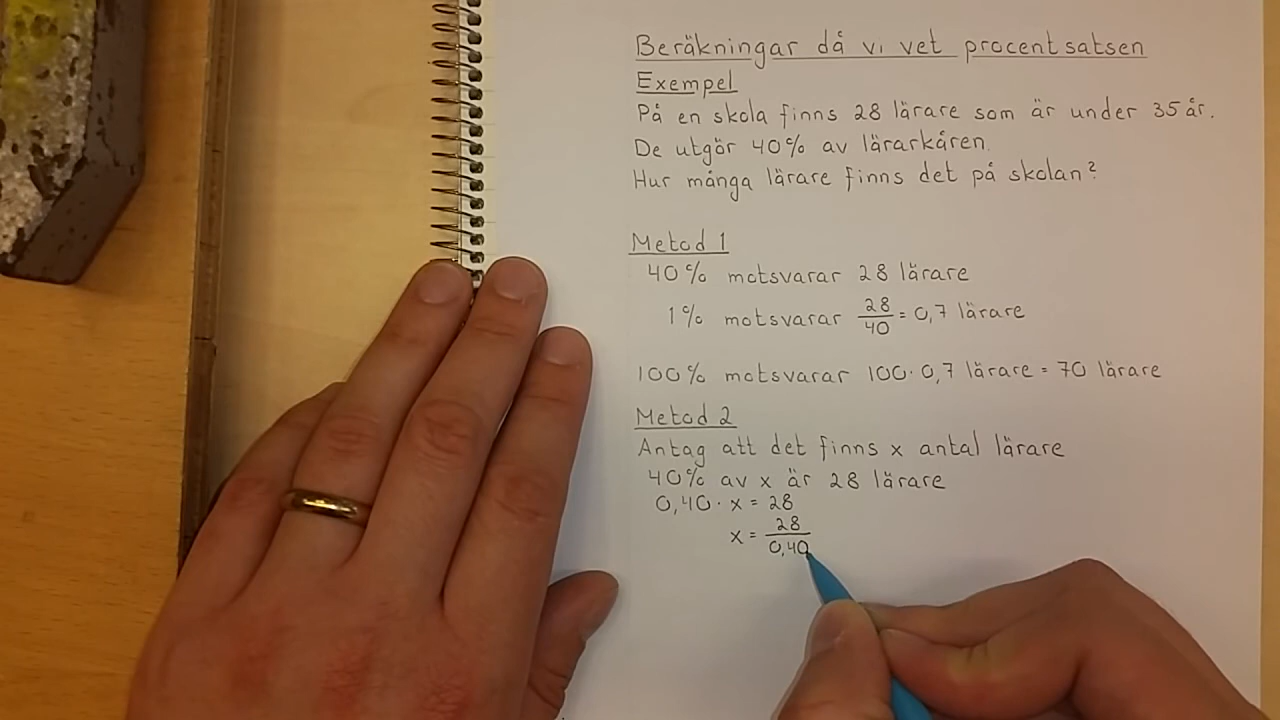 Beräkningar då vi vet procentsatsen
Exempel
På en skola finns 28 lärare som är under 35 år.
De utgör 40% av lärarkåren.
Hur många lärare finns det på skolan?
Metod 1
40% motsvarar 28 lärare
1% motsvarar 28/40 = 0,7 lärare
100% motsvarar 100·0,7 lärare = 70 lärare
Metod 2
Antag att det finns x antal lärare
40% av x är 28 lärare
0,40·x = 28
x = 28/0,40